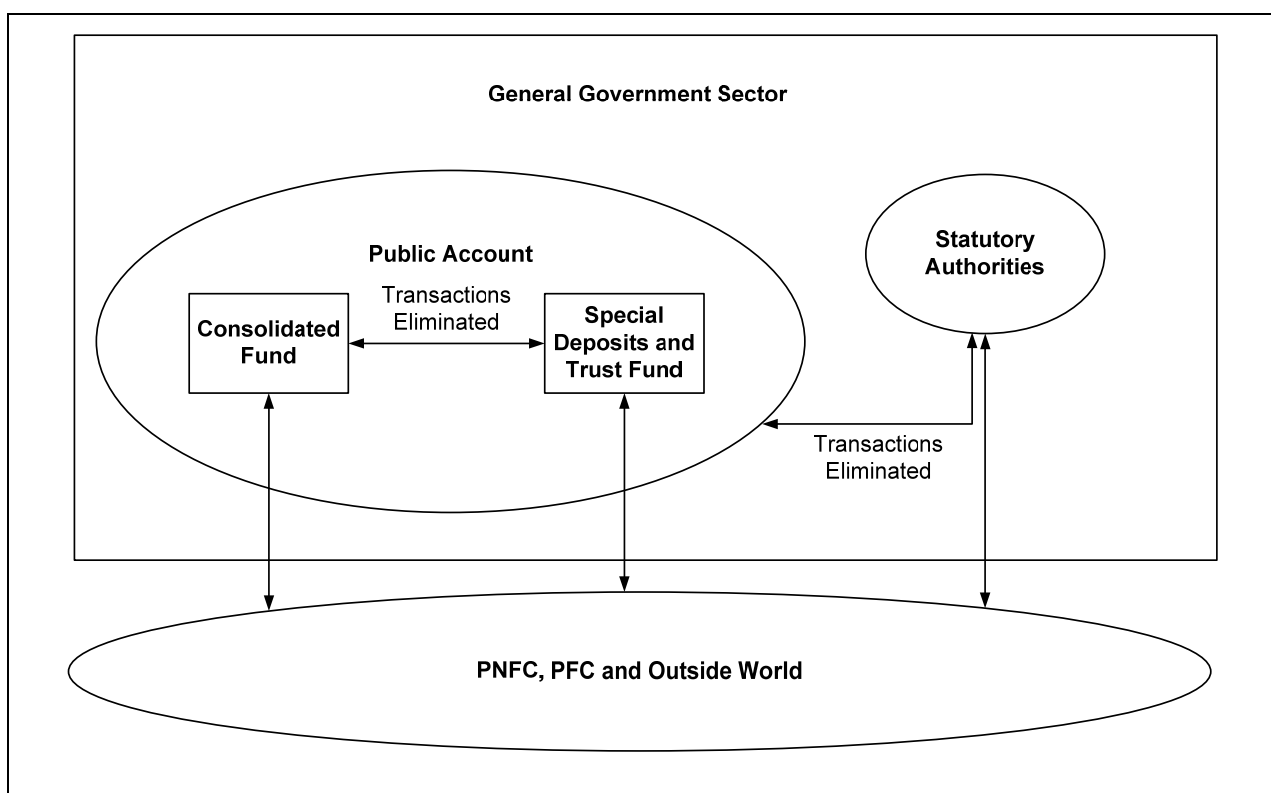 General Government Sector
Public Account
Transactions
Eliminated
Consolidated
Fund
Special
Deposits and
Trust Fund
Statutory
Authorities
Transactions
Eliminated
PNFC, PFC and Outside World